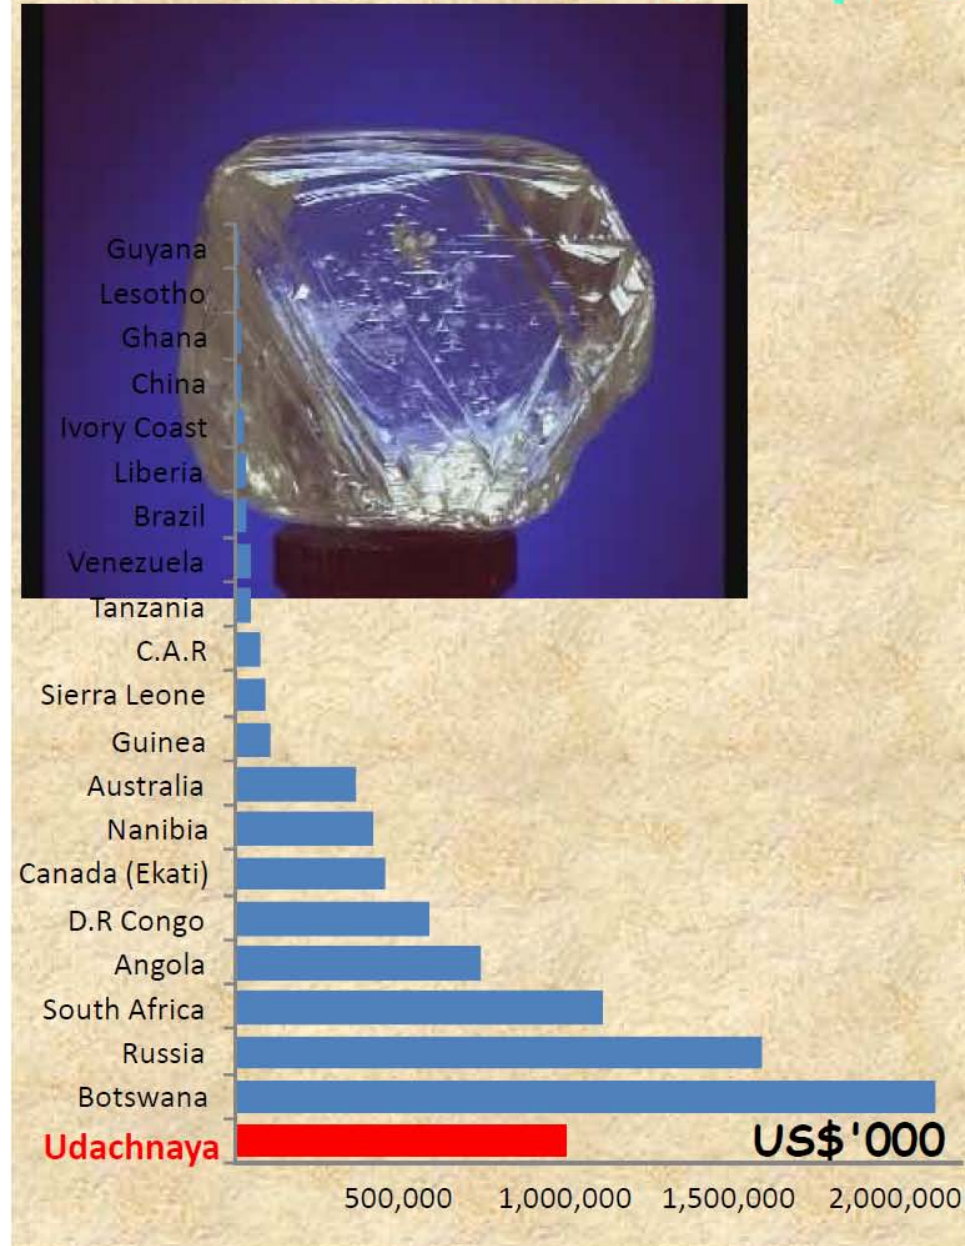 Guyana
Lesotho
Ghana
China
Ivory Coast
Liberia
Brazil
Venezuela
Tanzania
C.A.R
Sierra Leone
Guinea
Australia
Nanibia
Canada (Ekati)
D.R Congo
Angola
South Africa
Russia
Botswana
Udachnaya US$'000
500,000 1,000,000 1,500,000 2,000,000